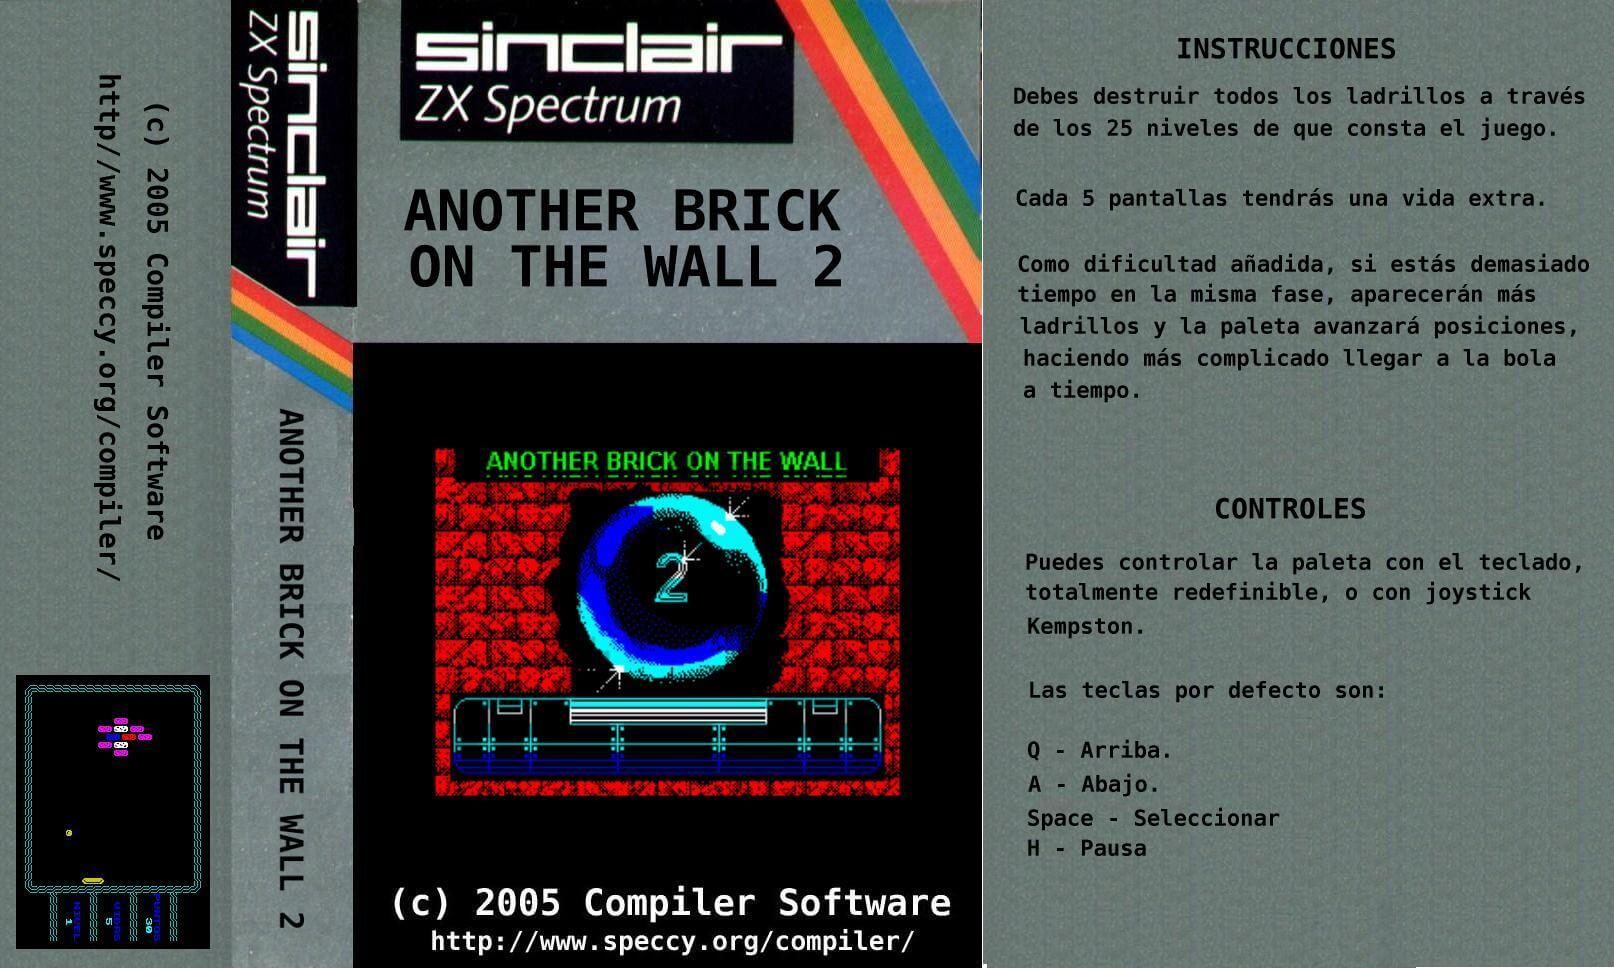 (c) 2005 Compiler Software
http//www.speccy.org/compiler/
NIVEL
1
VIDAS
5
PUNTOS
30
sinclair
ZX Spectrum
ANOTHER BRICK ON THE WALL 2
sinclair
ZX Spectrum
ANOTHER BRICK
ON THE WALL 2
ANOTHER BRICK ON THE WALL
2
(c) 2005 Compiler Software
http://www.speccy.org/compiler/
INSTRUCCIONES
Debes destruir todos los ladrillos a través
de los 25 niveles de que consta el juego.
Cada 5 pantallas tendrás una vida extra.
Como dificultad añadida, si estás demasiado
tiempo en la misma fase, aparecerán más
ladrillos y la paleta avanzará posiciones,
haciendo más complicado llegar a la bola
a tiempo.
CONTROLES
Puedes controlar la paleta con el teclado,
totalmente redefinible, o con joystick
Kempston.
Las teclas por defecto son:
Q - Arriba.
A - Abajo.
Space - Seleccionar
H - Pausa